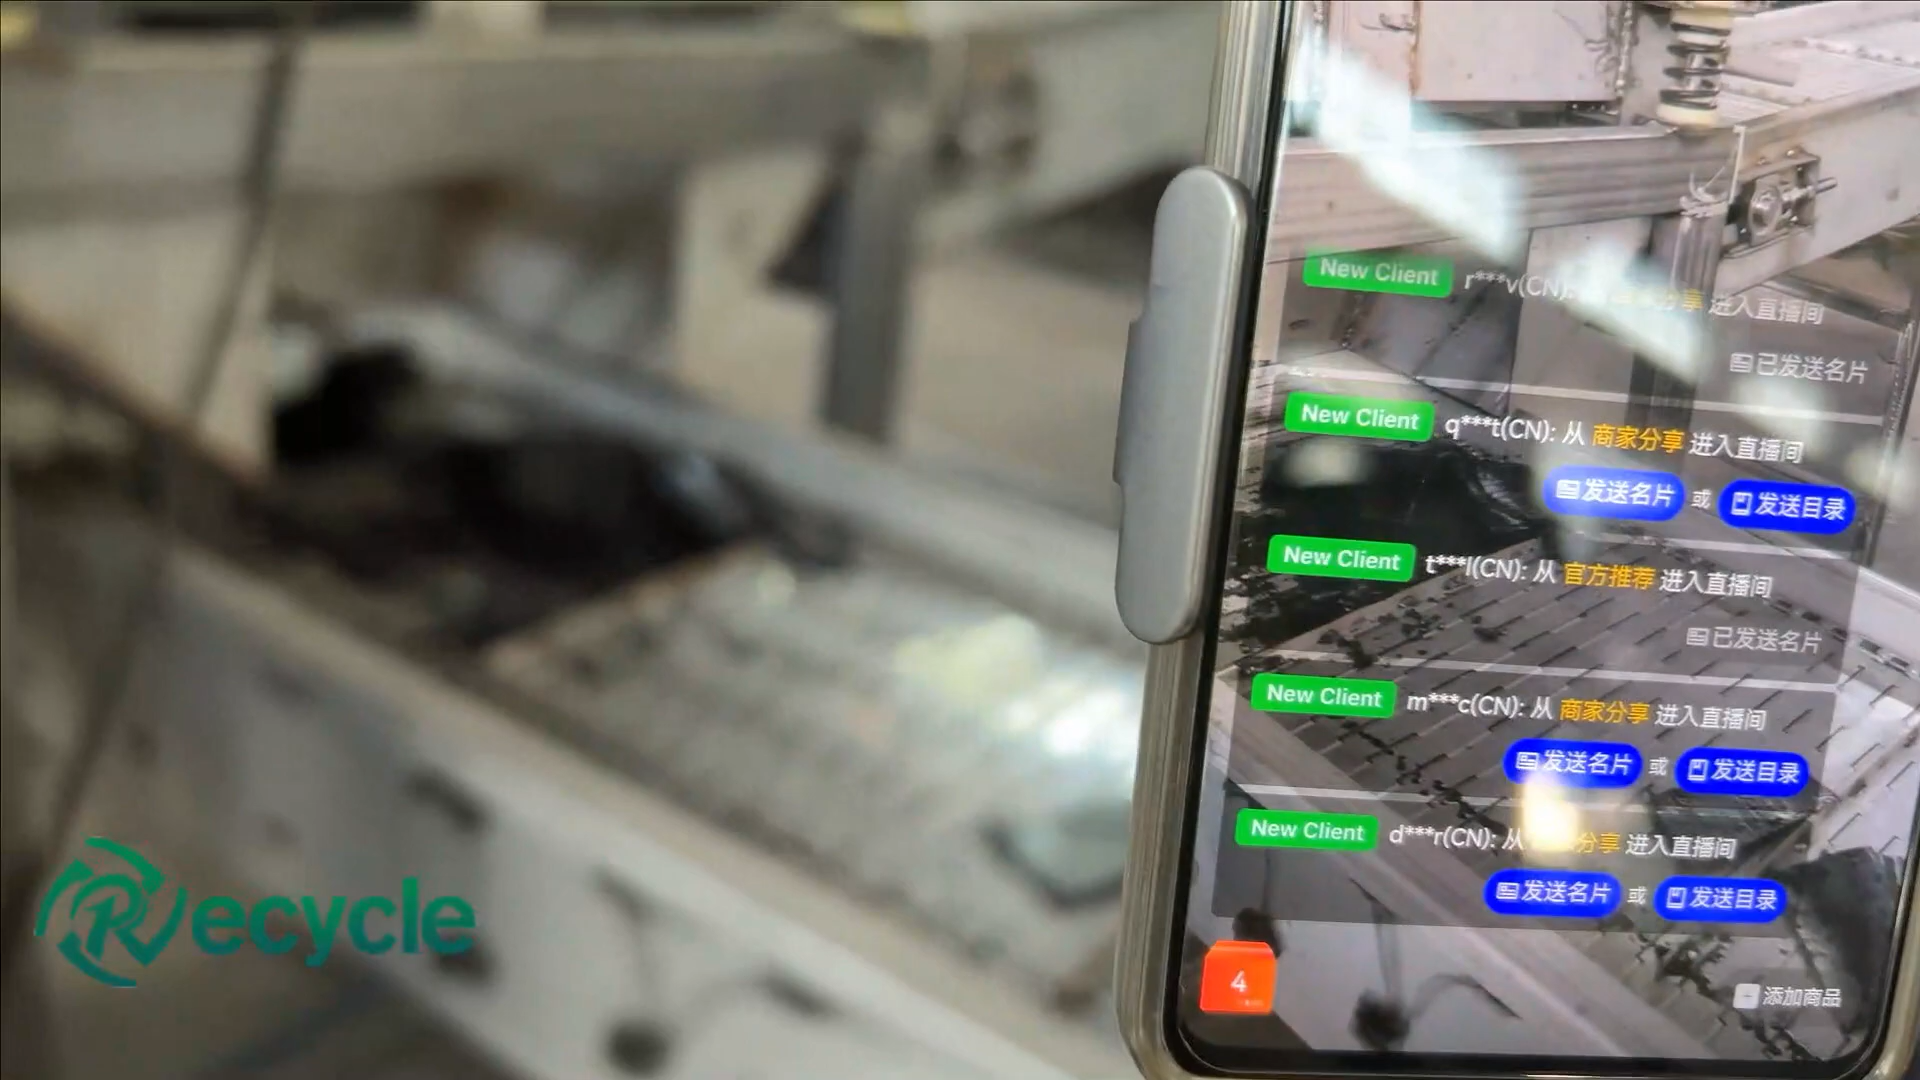 New Client r***v(CN): 分享 进入直播间
已发送名片
New Client q***t(CN): 从 商家分享 进入直播间
发送名片 或 发送目录
New Client t***l(CN): 从 官方推荐 进入直播间
已发送名片
New Client m***c(CN): 从 商家分享 进入直播间
发送名片 或 发送目录
New Client d***r(CN): 从 分享 进入直播间
发送名片 或 发送目录
4
添加商品
Recycle